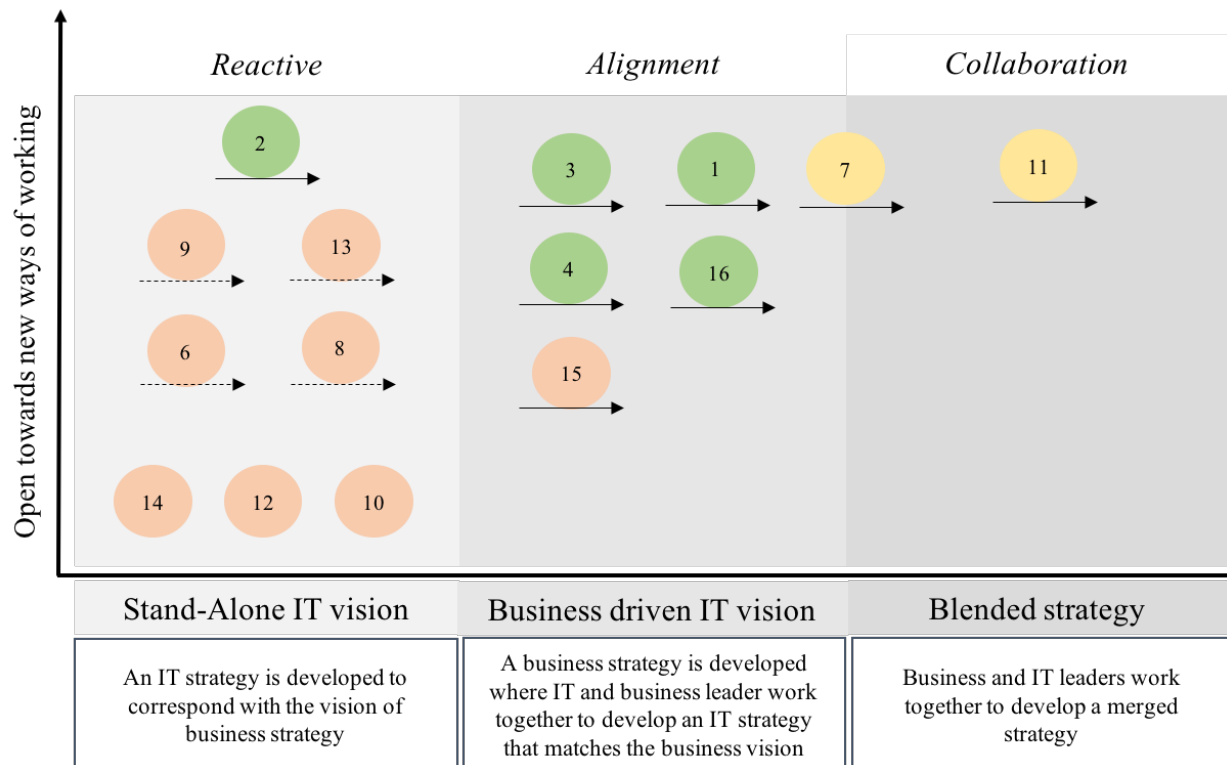 Open towards new ways of working
Reactive
Alignment
Collaboration
2
3
1
7
11
9
13
4
16
6
8
15
14
12
10
Stand-Alone IT vision
Business driven IT vision
Blended strategy
An IT strategy is developed to
correspond with the vision of
business strategy
A business strategy is developed
where IT and business leader work
together to develop an IT strategy
that matches the business vision
Business and IT leaders work
together to develop a merged
strategy